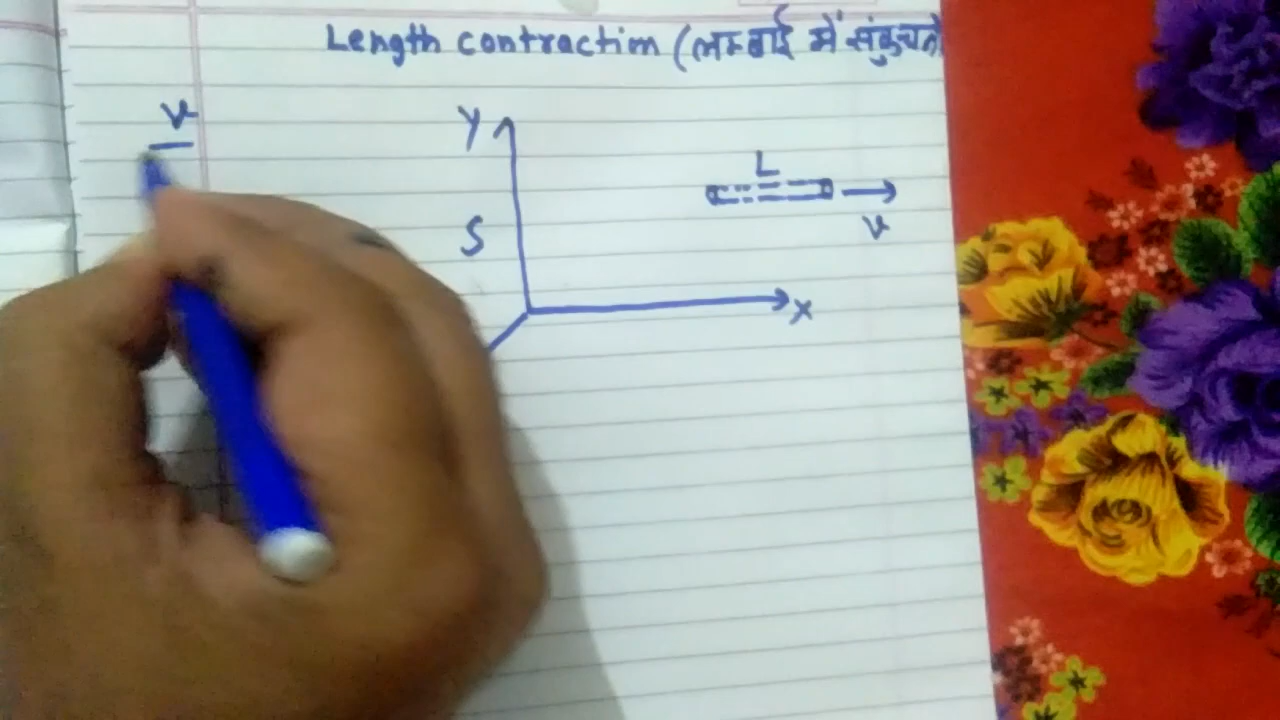 Length contraction (लम्बाई में संकुचन
v
Y
L
S
v
X